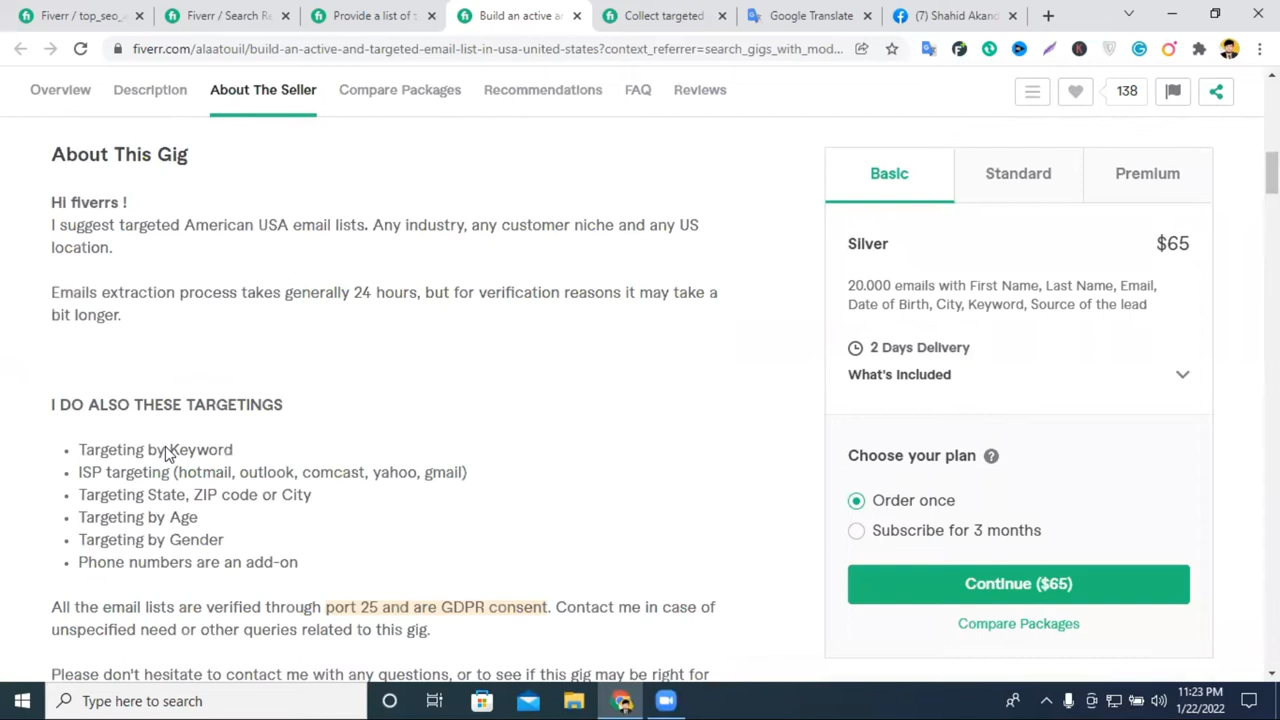 Fiverr / top_seo_
Fiverr / Search Re
Provide a list of
Build an active a
Collect targeted
Google Translate
(2) Shahid Akand
fiverr.com/alaatouil/build-an-active-and-targeted-email-list-in-usa-united-states?context_referrer=search_gigs_with_mod...
Overview
Description
About The Seller
Compare Packages
Recommendations
FAQ
Reviews
138
About This Gig
Hi fiverrs !
I suggest targeted American USA email lists. Any industry, any customer niche and any US
location.
Emails extraction process takes generally 24 hours, but for verification reasons it may take a
bit longer.
I DO ALSO THESE TARGETINGS
• Targeting by Keyword
• ISP targeting (hotmail, outlook, comcast, yahoo, gmail)
• Targeting State, ZIP code or City
• Targeting by Age
• Targeting by Gender
• Phone numbers are an add-on
All the email lists are verified through port 25 and are GDPR consent. Contact me in case of
unspecified need or other queries related to this gig.
Please don't hesitate to contact me with any questions, or to see if this gig may be right for
Basic
Standard
Premium
Silver
$65
20.000 emails with First Name, Last Name, Email,
Date of Birth, City, Keyword, Source of the lead
2 Days Delivery
What's Included
Choose your plan
Order once
Subscribe for 3 months
Continue ($65)
Compare Packages
Type here to search
11:23 PM
1/22/2022